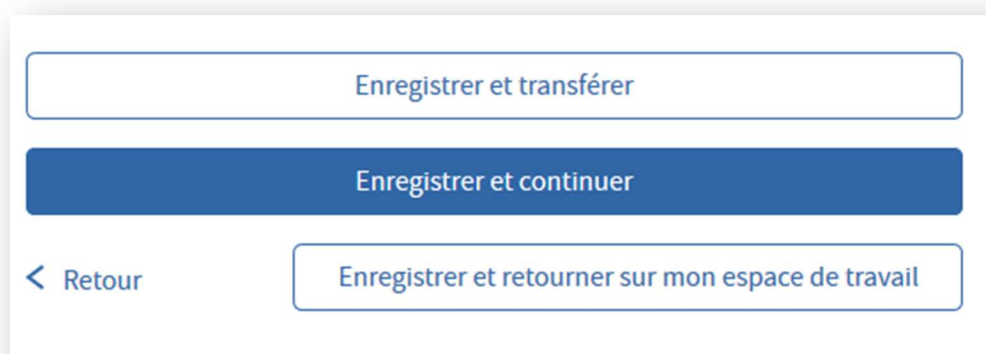 Enregistrer et transférer
Enregistrer et continuer
Retour
Enregistrer et retourner sur mon espace de travail